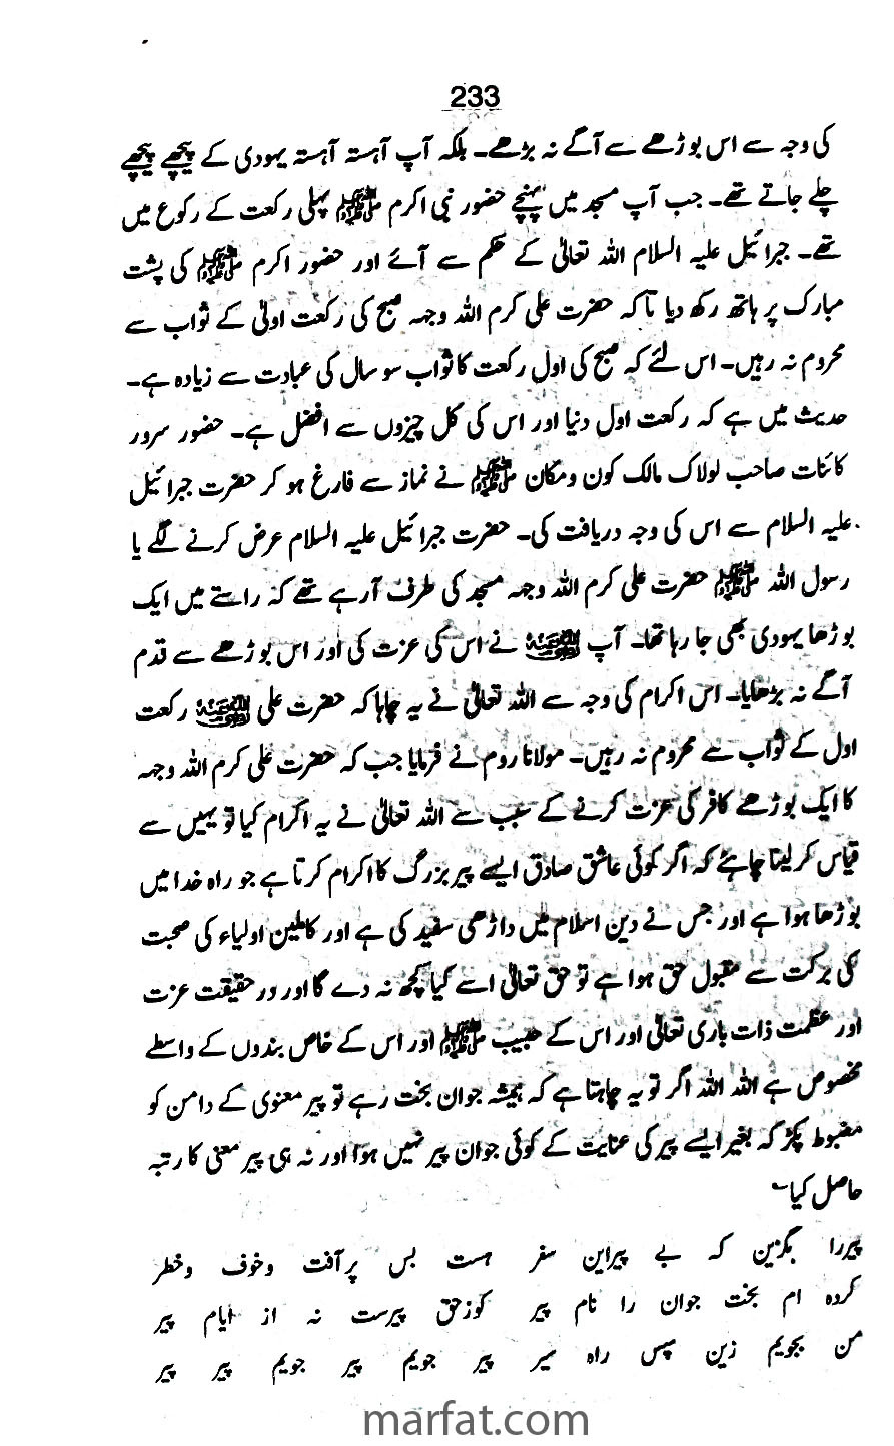 233
کی وجہ سے اس بوڑھے سے آگے نہ بڑھے۔ بلکہ آپ آہستہ آہستہ یہودی کے پیچھے پیچھے
چلے جاتے تھے۔ جب آپ مسجد میں پہنچے حضور نبی اکرم ﷺ پہلی رکعت کے رکوع میں
تھے۔ جبرائیل علیہ السلام اللہ تعالیٰ کے حکم سے آئے اور حضور اکرم ﷺ کی پشت
مبارک پر ہاتھ رکھ دیا تاکہ حضرت علی کرم اللہ وجہہ صبح کی رکعت اولیٰ کے ثواب سے
محروم نہ رہیں۔ اس لئے کہ صبح کی اول رکعت کا ثواب سو سال کی عبادت سے زیادہ ہے۔
حدیث میں ہے کہ رکعت اول دنیا اور اس کی کل چیزوں سے افضل ہے۔ حضور سرور
کائنات صاحب لولاک مالک کون ومکان ﷺ نے نماز سے فارغ ہو کر حضرت جبرائیل
علیہ السلام سے اس کی وجہ دریافت کی۔ حضرت جبرائیل علیہ السلام عرض کرنے لگے یا
رسول اللہ ﷺ حضرت علی کرم اللہ وجہہ مسجد کی طرف آرہے تھے کہ راستے میں ایک
بوڑھا یہودی بھی جا رہا تھا۔ آپ رضی اللہ عنہ نے اس کی عزت کی اور اس بوڑھے سے قدم
آگے نہ بڑھایا۔ اس اکرام کی وجہ سے اللہ تعالیٰ نے یہ چاہا کہ حضرت علی رضی اللہ عنہ رکعت
اول کے ثواب سے محروم نہ رہیں۔ مولانا روم نے فرمایا جب کہ حضرت علی کرم اللہ وجہہ
کا ایک بوڑھے کافر کی عزت کرنے کے سبب سے اللہ تعالیٰ نے یہ اکرام کیا تو یہیں سے
قیاس کر لینا چاہئے کہ اگر کوئی عاشق صادق ایسے پیر بزرگ کا اکرام کرتا ہے جو راہ خدا میں
بوڑھا ہوا ہے اور جس نے دین اسلام میں داڑھی سفید کی ہے اور کاملین اولیاء کی صحبت
کی برکت سے مقبول حق ہوا ہے تو حق تعالیٰ اسے کیا کچھ نہ دے گا اور در حقیقت عزت
اور عظمت ذات باری تعالیٰ اور اس کے حبیب ﷺ اور اس کے خاص بندوں کے واسطے
مخصوص ہے اللہ اللہ اگر تو یہ چاہتا ہے کہ ہمیشہ جوان بخت رہے تو پیر معنوی کے دامن کو
مضبوط پکڑ کہ بغیر ایسے پیر کی عنایت کے کوئی جوان پیر نہیں ہوا اور نہ ہی پیر معنی کا رتبہ
حاصل کیا۔
پیررا بگزین کہ بے پیراین سفر ہست بس پرآفت وخوف وخطر
کردہ ام بخت جوان را نام پیر کوزحق پیرست نہ از ایام پیر
من بجویم زین سپس راہ سیر پیر جویم پیر جویم پیر پیر
marfat.com